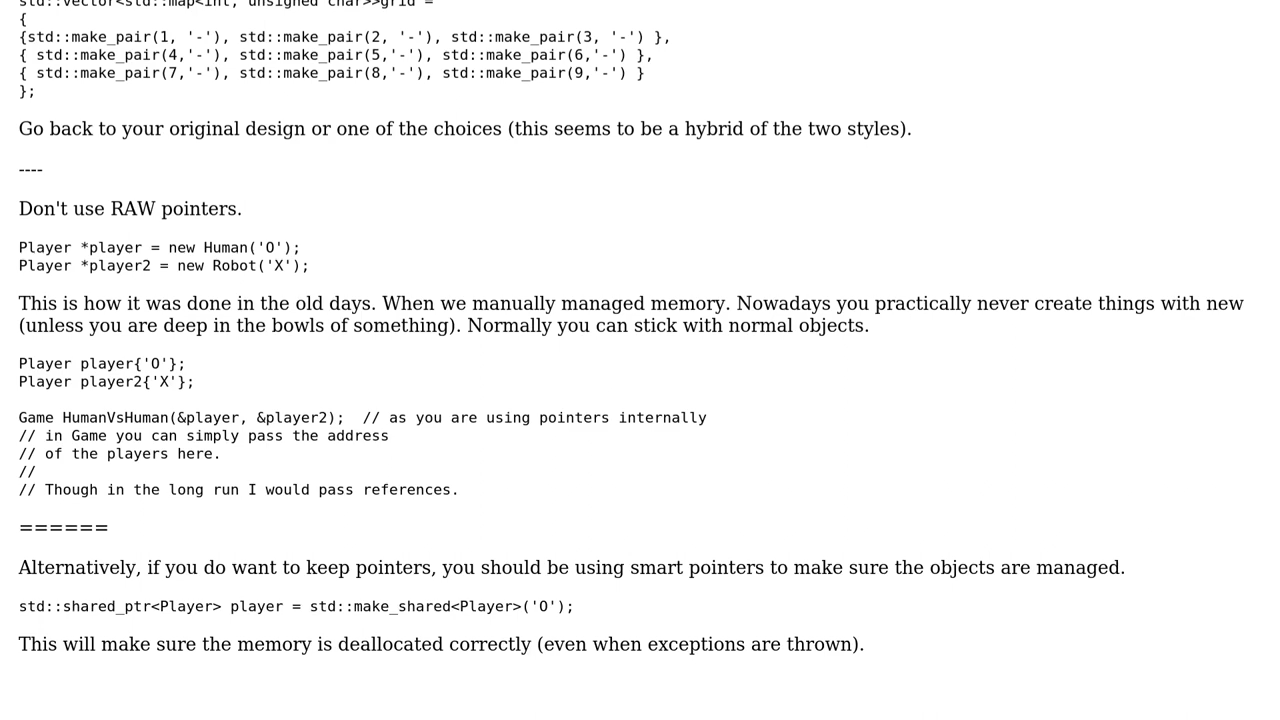 std::vector<std::map<int, unsigned char>>grid =
{
{std::make_pair(1, '-'), std::make_pair(2, '-'), std::make_pair(3, '-') },
{ std::make_pair(4,'-'), std::make_pair(5,'-'), std::make_pair(6,'-') },
{ std::make_pair(7,'-'), std::make_pair(8,'-'), std::make_pair(9,'-') }
};
Go back to your original design or one of the choices (this seems to be a hybrid of the two styles).
----
Don't use RAW pointers.
Player *player = new Human('O');
Player *player2 = new Robot('X');
This is how it was done in the old days. When we manually managed memory. Nowadays you practically never create things with new
(unless you are deep in the bowls of something). Normally you can stick with normal objects.
Player player{'O'};
Player player2{'X'};
Game HumanVsHuman(&player, &player2);  // as you are using pointers internally
// in Game you can simply pass the address
// of the players here.
//
// Though in the long run I would pass references.
======
Alternatively, if you do want to keep pointers, you should be using smart pointers to make sure the objects are managed.
std::shared_ptr<Player> player = std::make_shared<Player>('O');
This will make sure the memory is deallocated correctly (even when exceptions are thrown).